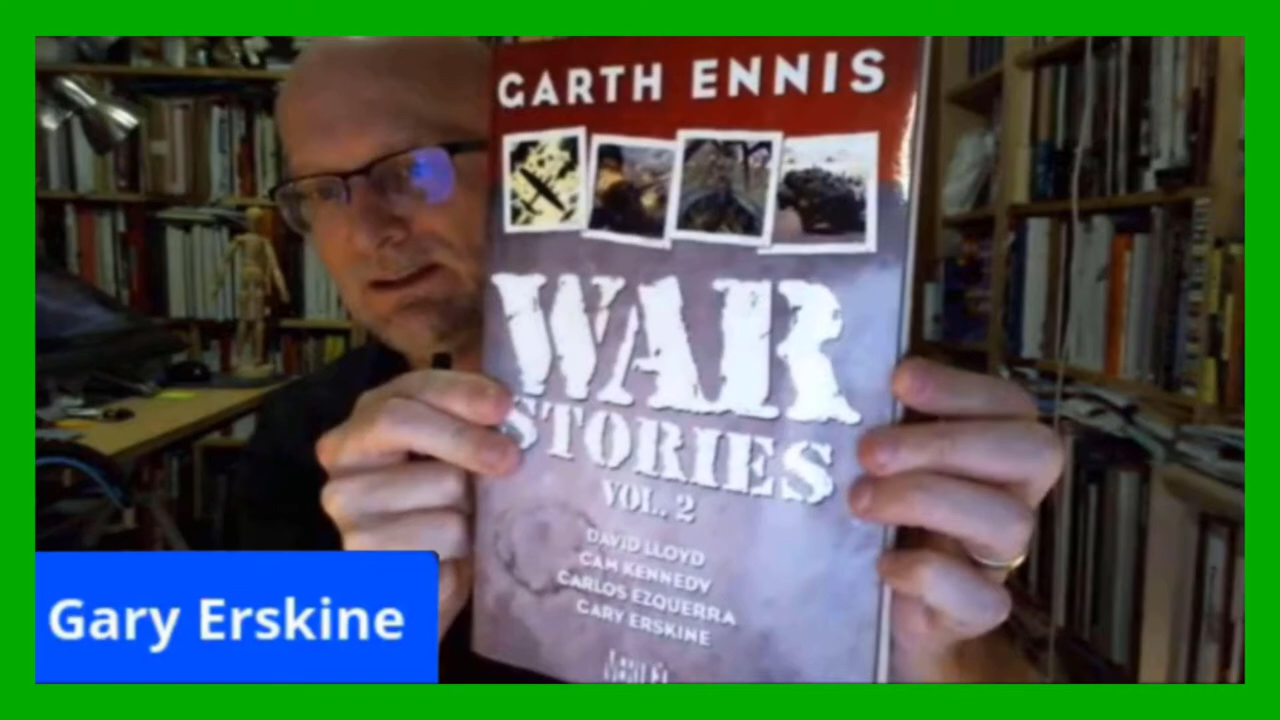 GARTH ENNIS
WAR
STORIES
VOL. 2
DAVID LLOYD
CAM KENNEDY
CARLOS EZQUERRA
GARY ERSKINE
Gary Erskine